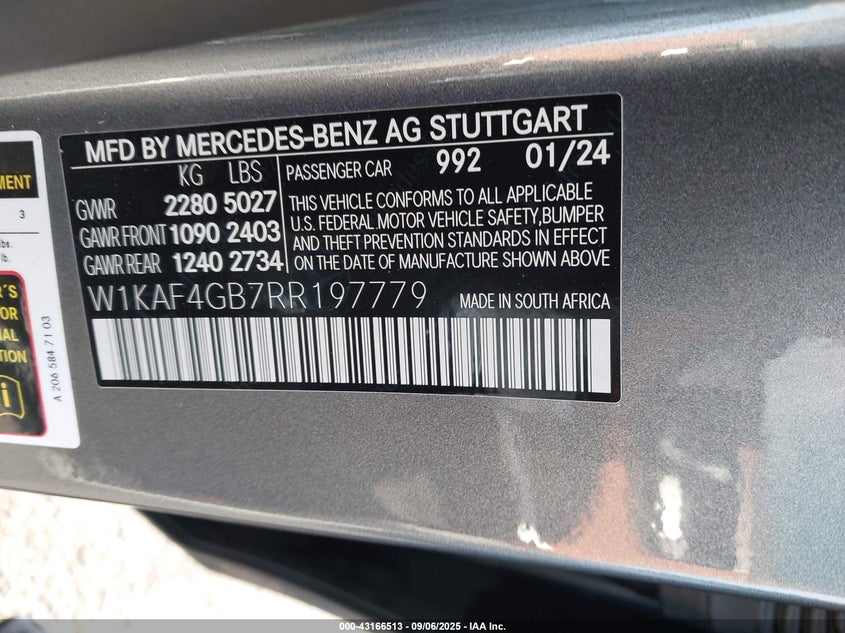 MFD BY MERCEDES-BENZ AG STUTTGART
KG LBS
GVWR 2280 5027
GAWR FRONT 1090 2403
GAWR REAR 1240 2734
PASSENGER CAR 992 01/24
THIS VEHICLE CONFORMS TO ALL APPLICABLE
U.S. FEDERAL MOTOR VEHICLE SAFETY, BUMPER
AND THEFT PREVENTION STANDARDS IN EFFECT
ON THE DATE OF MANUFACTURE SHOWN ABOVE
W1KAF4GB7RR197779 MADE IN SOUTH AFRICA
3
lbs.
lb.
A 206 584 71 03
i
000-43166513 - 09/06/2025 - IAA Inc.